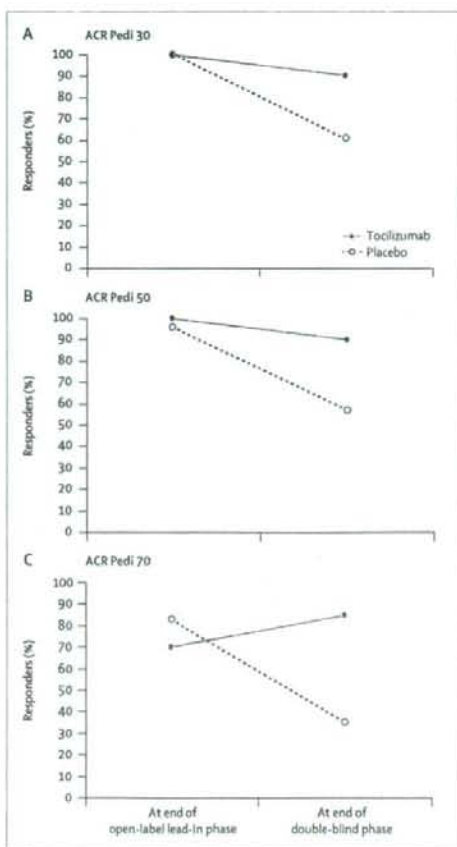 A ACR Pedi 30
100
90
80
70
60
50
40
30
20
10
0
Responders (%)
Tocilizumab
Placebo
B ACR Pedi 50
100
90
80
70
60
50
40
30
20
10
0
Responders (%)
C ACR Pedi 70
100
90
80
70
60
50
40
30
20
10
0
Responders (%)
At end of
open-label lead-in phase
At end of
double-blind phase